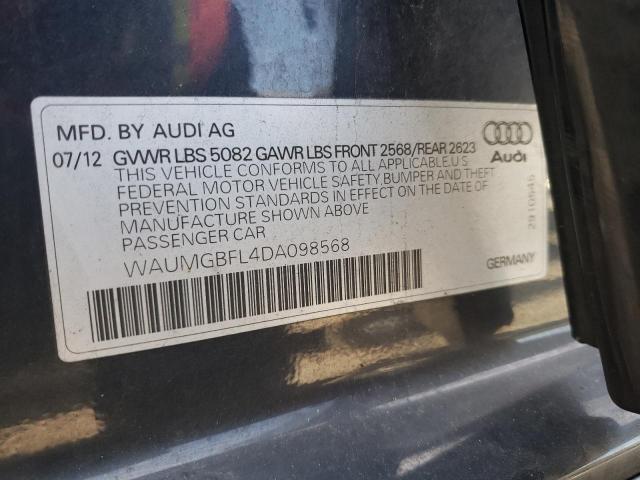 MFD. BY AUDI AG
07/12 GVWR LBS 5082 GAWR LBS FRONT 2568/REAR 2623
THIS VEHICLE CONFORMS TO ALL APPLICABLE.U S
FEDERAL MOTOR VEHICLE SAFETY, BUMPER AND THEFT
PREVENTION STANDARDS IN EFFECT ON THE DATE OF
MANUFACTURE SHOWN ABOVE
PASSENGER CAR
WAUMGBFL4DA098568
Audi
2910645
GERMANY